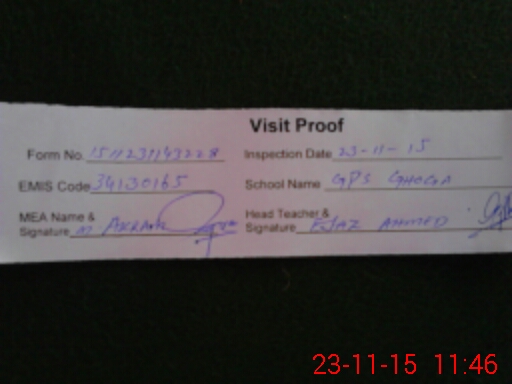 Visit Proof
Form No. 1511231143228 Inspection Date 23-11-15
EMIS Code 34130165 School Name GPS GHOGA
MEA Name & Signature M AKRAM
Head Teacher & Signature EJAZ AHMED
23-11-15 11:46